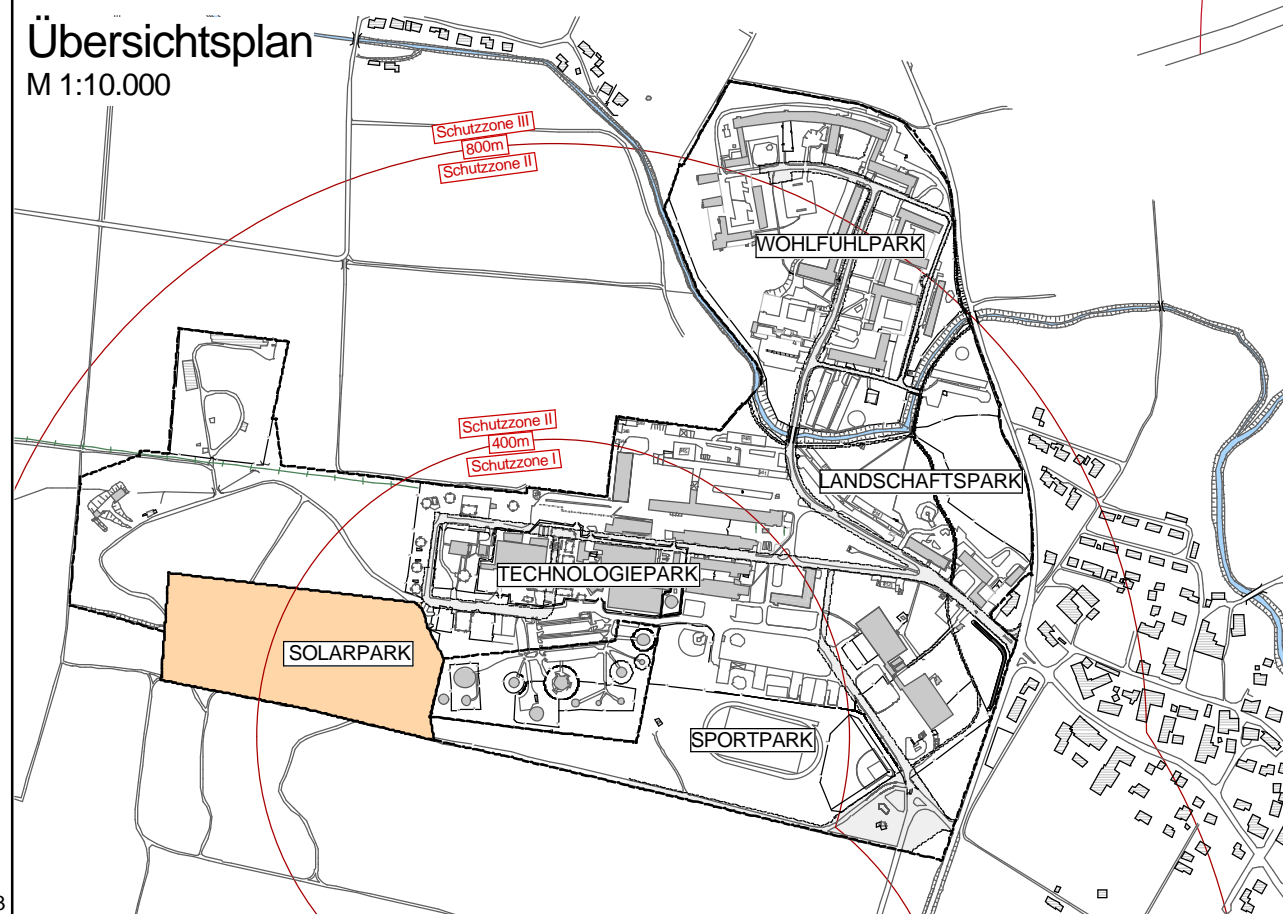 Übersichtsplan
M 1:10.000
Schutzzone III
800m
Schutzzone II
WOHLFUHLPARK
Schutzzone II
400m
Schutzzone I
LANDSCHAFTSPARK
TECHNOLOGIEPARK
SOLARPARK
SPORTPARK